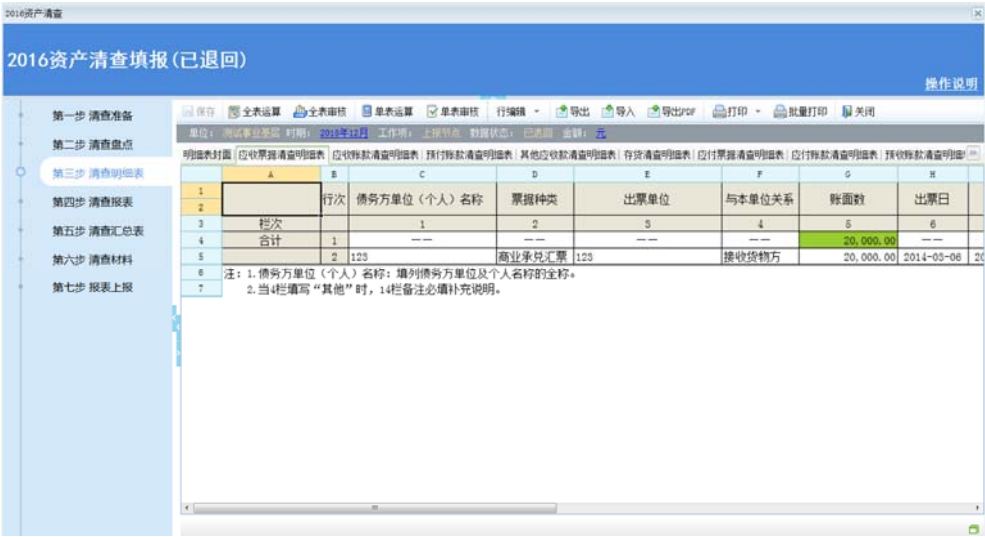 2016资产清查
2016资产清查填报(已退回)
操作说明
第一步 清查准备
第二步 清查盘点
第三步 清查明细表
第四步 清查报表
第五步 清查汇总表
第六步 清查材料
第七步 报表上报
保存 全表运算 全表审核 单表运算 单表审核 行编辑 导出 导入 导出PDF 打印 批量打印 关闭
单位: 测试事业基层 时期: 2016年12月 工作项: 上报节点 数据状态: 已退回 金额: 元
明细表封面 应收票据清查明细表 应收账款清查明细表 预付账款清查明细表 其他应收款清查明细表 存货清查明细表 应付票据清查明细表 应付账款清查明细表 预收账款清查明细
A B C D E F G H
1 2 行次 债务方单位（个人）名称 票据种类 出票单位 与本单位关系 账面数 出票日
3 栏次 1 2 3 4 5 6
4 合计 1 —— —— —— —— 20,000.00 ——
5 2 123 商业承兑汇票 123 接收货物方 20,000.00 2014-03-06 20
6 注：1.债务方单位（个人）名称：填列债务方单位及个人名称的全称。
7 2.当4栏填写“其他”时，14栏备注必填补充说明。